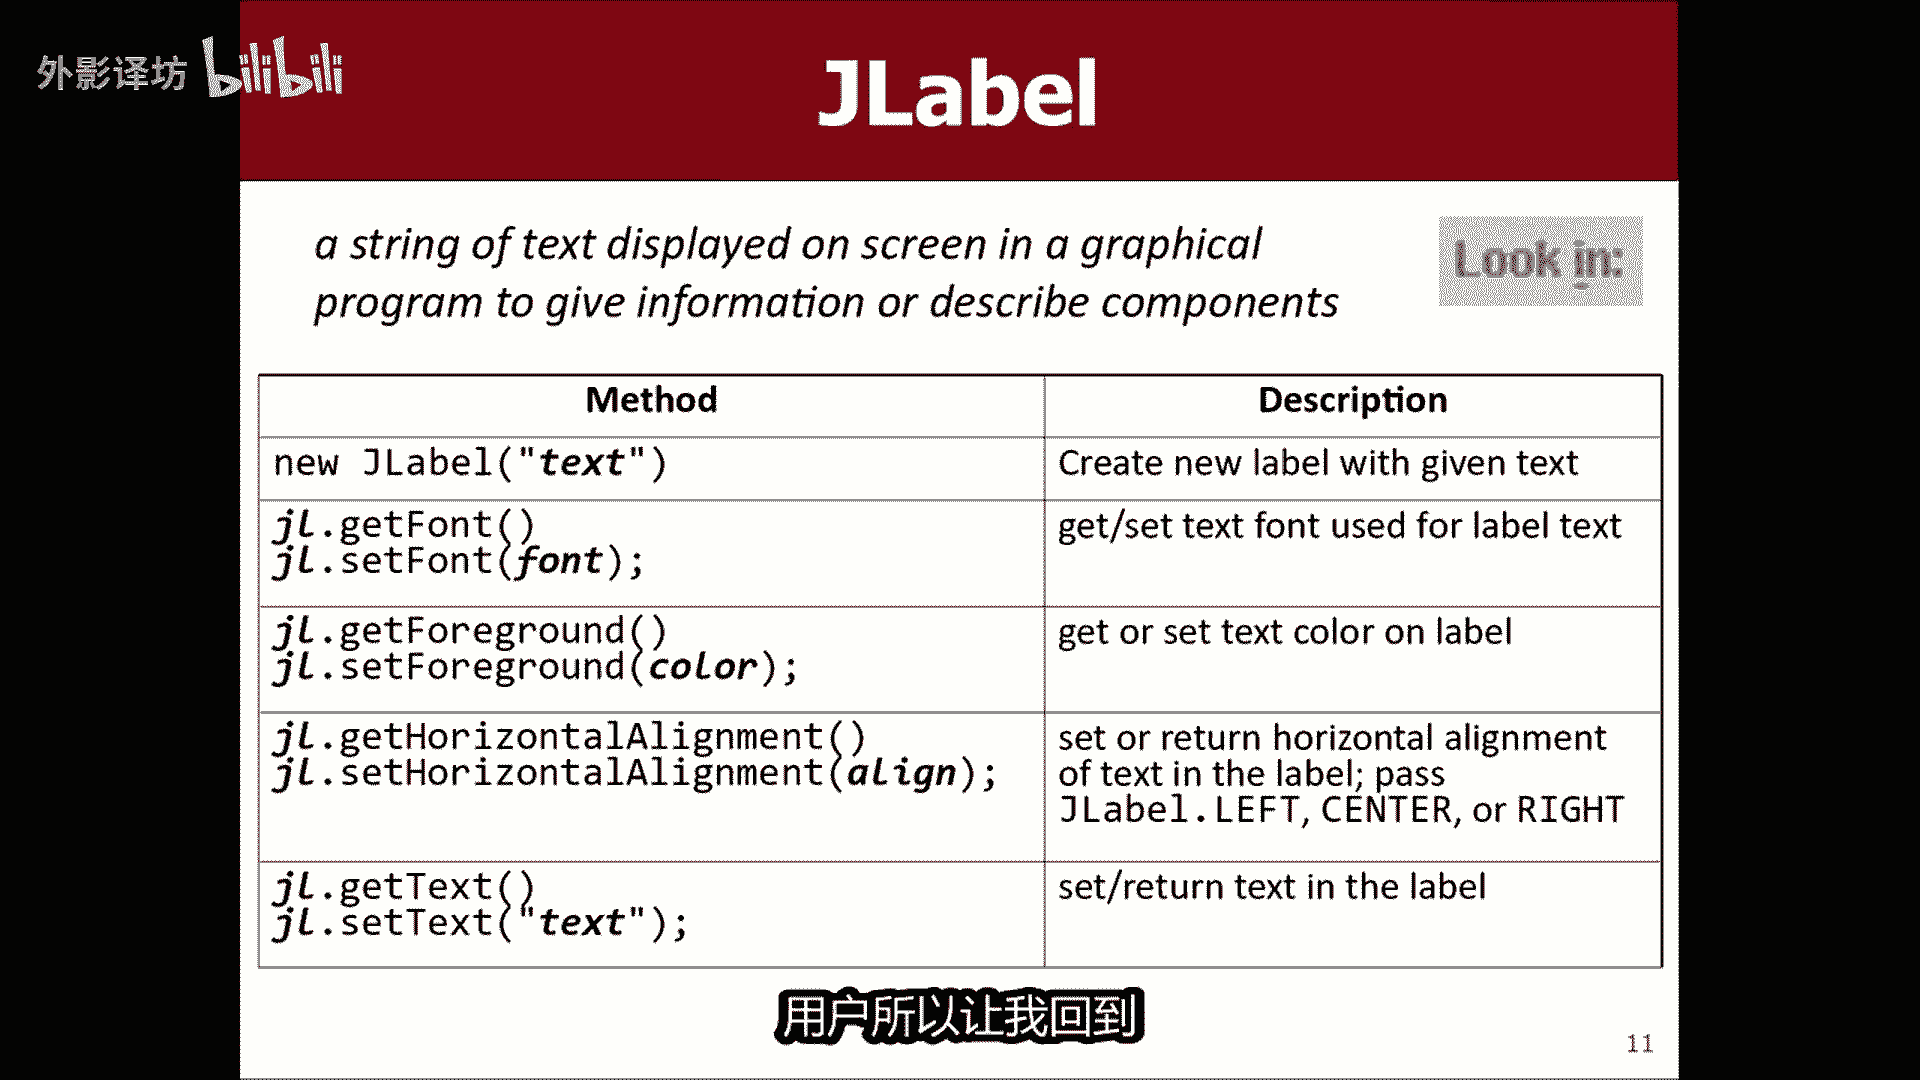 外影译坊 bilibili
JLabel
a string of text displayed on screen in a graphical
program to give information or describe components
Look in:
Method Description
new JLabel("text") Create new label with given text
jl.getFont() get/set text font used for label text
jl.setFont(font);
jl.getForeground() get or set text color on label
jl.setForeground(color);
jl.getHorizontalAlignment() set or return horizontal alignment
jl.setHorizontalAlignment(align); of text in the label; pass
JLabel.LEFT, CENTER, or RIGHT
jl.getText() set/return text in the label
jl.setText("text");
用户所以让我回到
11